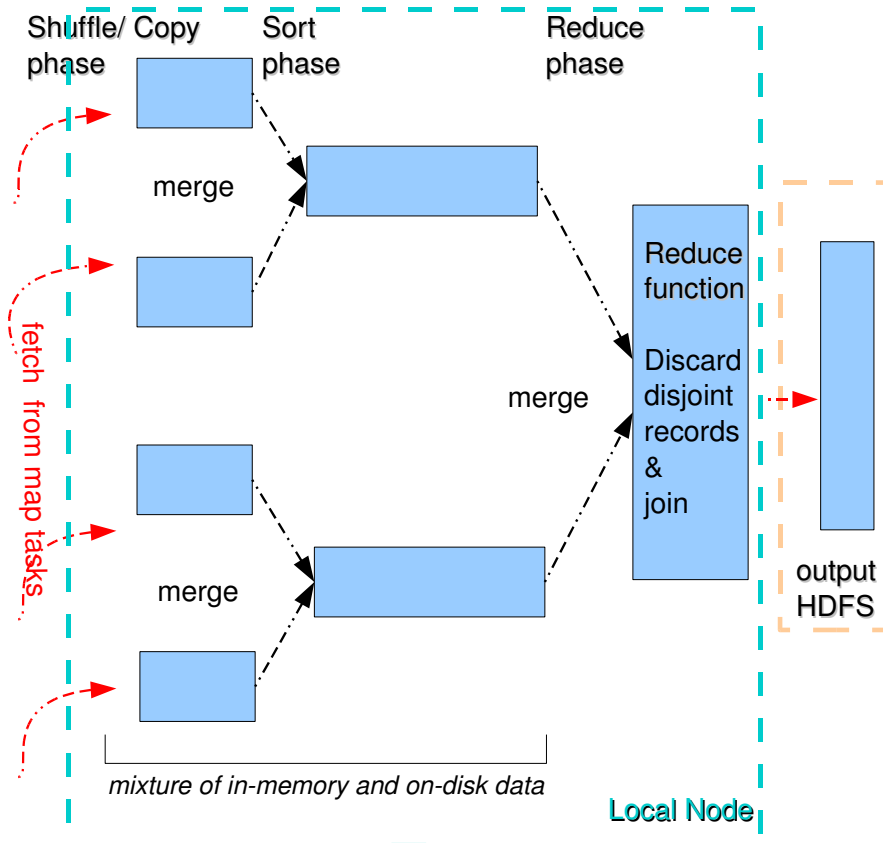 Shuffle/ Copy
phase
Sort
phase
Reduce
phase
merge
fetch from map tasks
merge
merge
Reduce
function
Discard
disjoint
records
&
join
output
HDFS
mixture of in-memory and on-disk data
Local Node